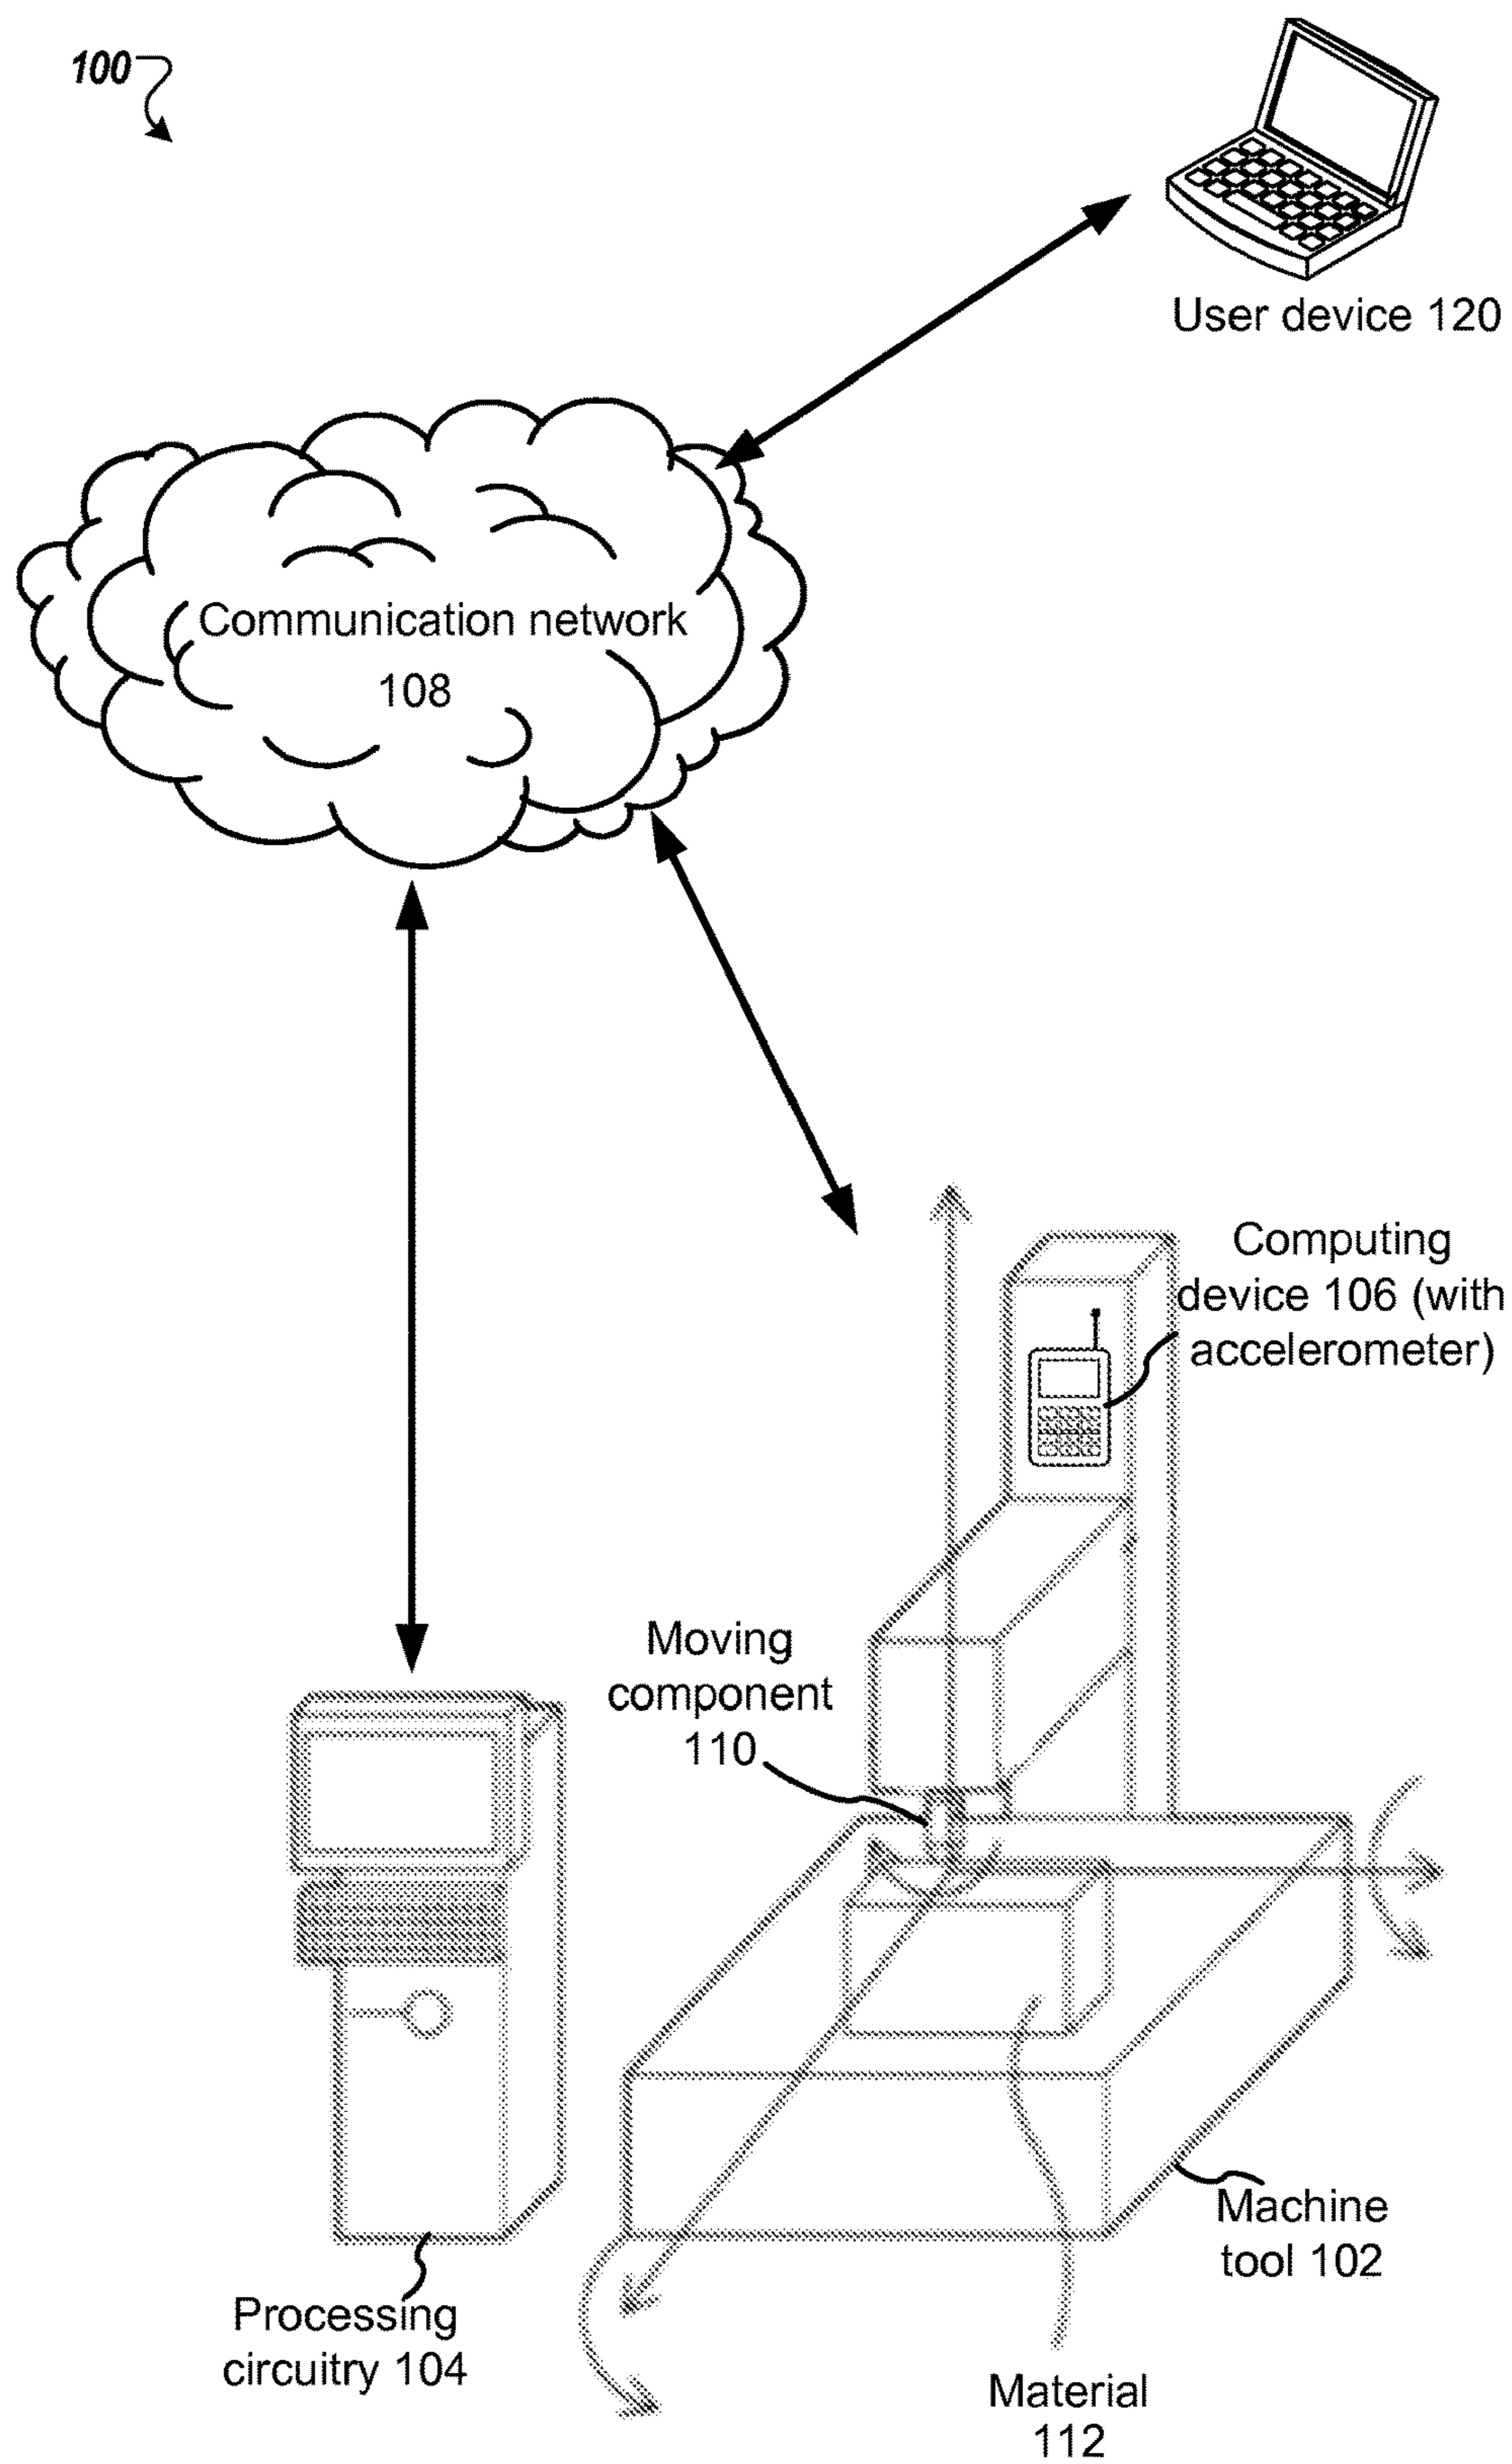 100
User device 120
Communication network
108
Computing
device 106 (with
accelerometer)
Moving
component
110
Machine
tool 102
Processing
circuitry 104
Material
112